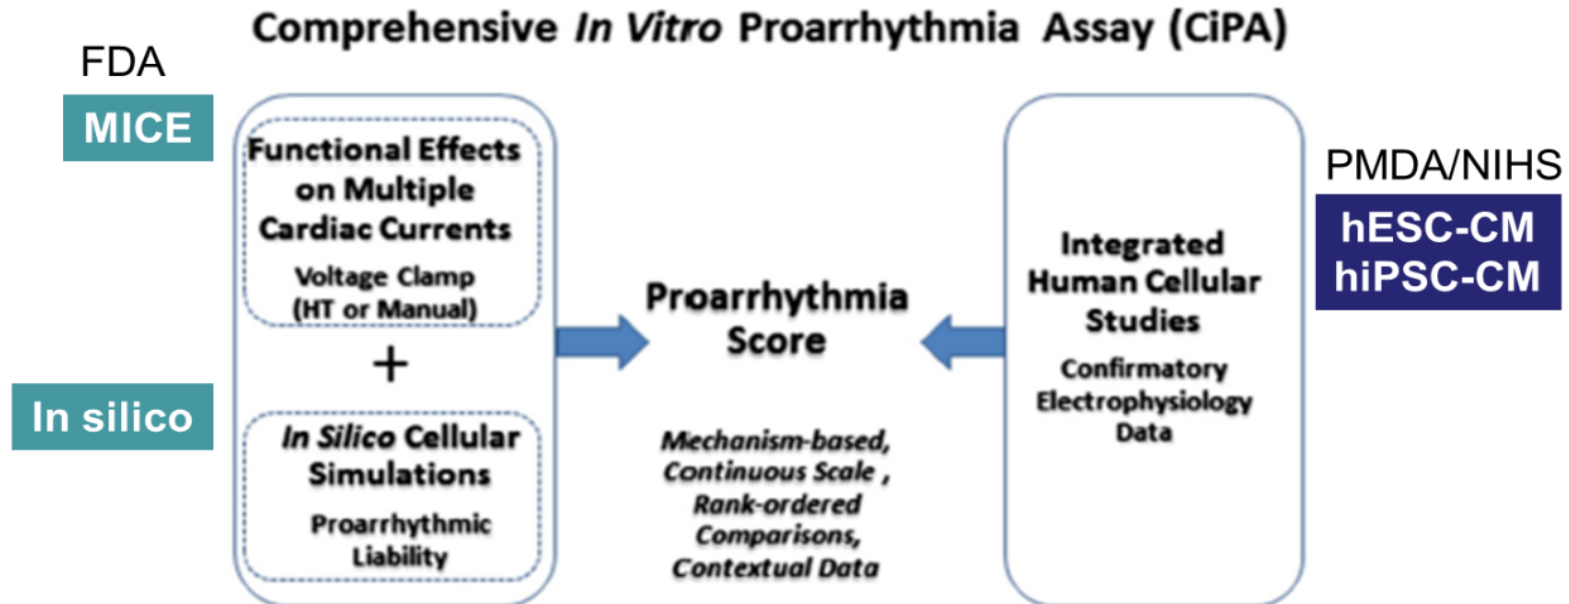 Comprehensive In Vitro Proarrhythmia Assay (CiPA)
FDA
MICE
Functional Effects
on Multiple
Cardiac Currents
Voltage Clamp
(HT or Manual)
+
In silico
In Silico Cellular
Simulations
Proarrhythmic
Liability
Proarrhythmia
Score
Mechanism-based,
Continuous Scale ,
Rank-ordered
Comparisons,
Contextual Data
Integrated
Human Cellular
Studies
Confirmatory
Electrophysiology
Data
PMDA/NIHS
hESC-CM
hiPSC-CM